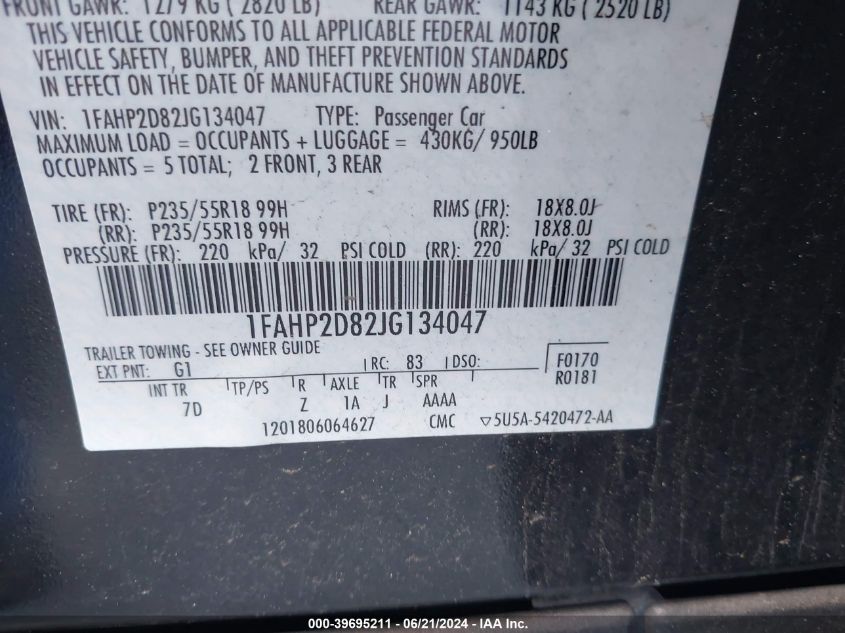 FRONT GAWR: 1279 KG ( 2820 LB) REAR GAWR: 1143 KG ( 2520 LB)
THIS VEHICLE CONFORMS TO ALL APPLICABLE FEDERAL MOTOR
VEHICLE SAFETY, BUMPER, AND THEFT PREVENTION STANDARDS
IN EFFECT ON THE DATE OF MANUFACTURE SHOWN ABOVE.
VIN: 1FAHP2D82JG134047 TYPE: Passenger Car
MAXIMUM LOAD = OCCUPANTS + LUGGAGE = 430KG/ 950LB
OCCUPANTS = 5 TOTAL; 2 FRONT, 3 REAR
TIRE (FR): P235/55R18 99H RIMS (FR): 18X8.0J
(RR): P235/55R18 99H (RR): 18X8.0J
PRESSURE (FR): 220 kPa/ 32 PSI COLD (RR): 220 kPa/ 32 PSI COLD
1FAHP2D82JG134047
TRAILER TOWING - SEE OWNER GUIDE
EXT PNT: G1 RC: 83 DSO: F0170
R0181
INT TR TP/PS R AXLE TR SPR
7D Z 1A J AAAA
1201806064627 CMC ▽5U5A-5420472-AA
000-39695211 - 06/21/2024 - IAA Inc.